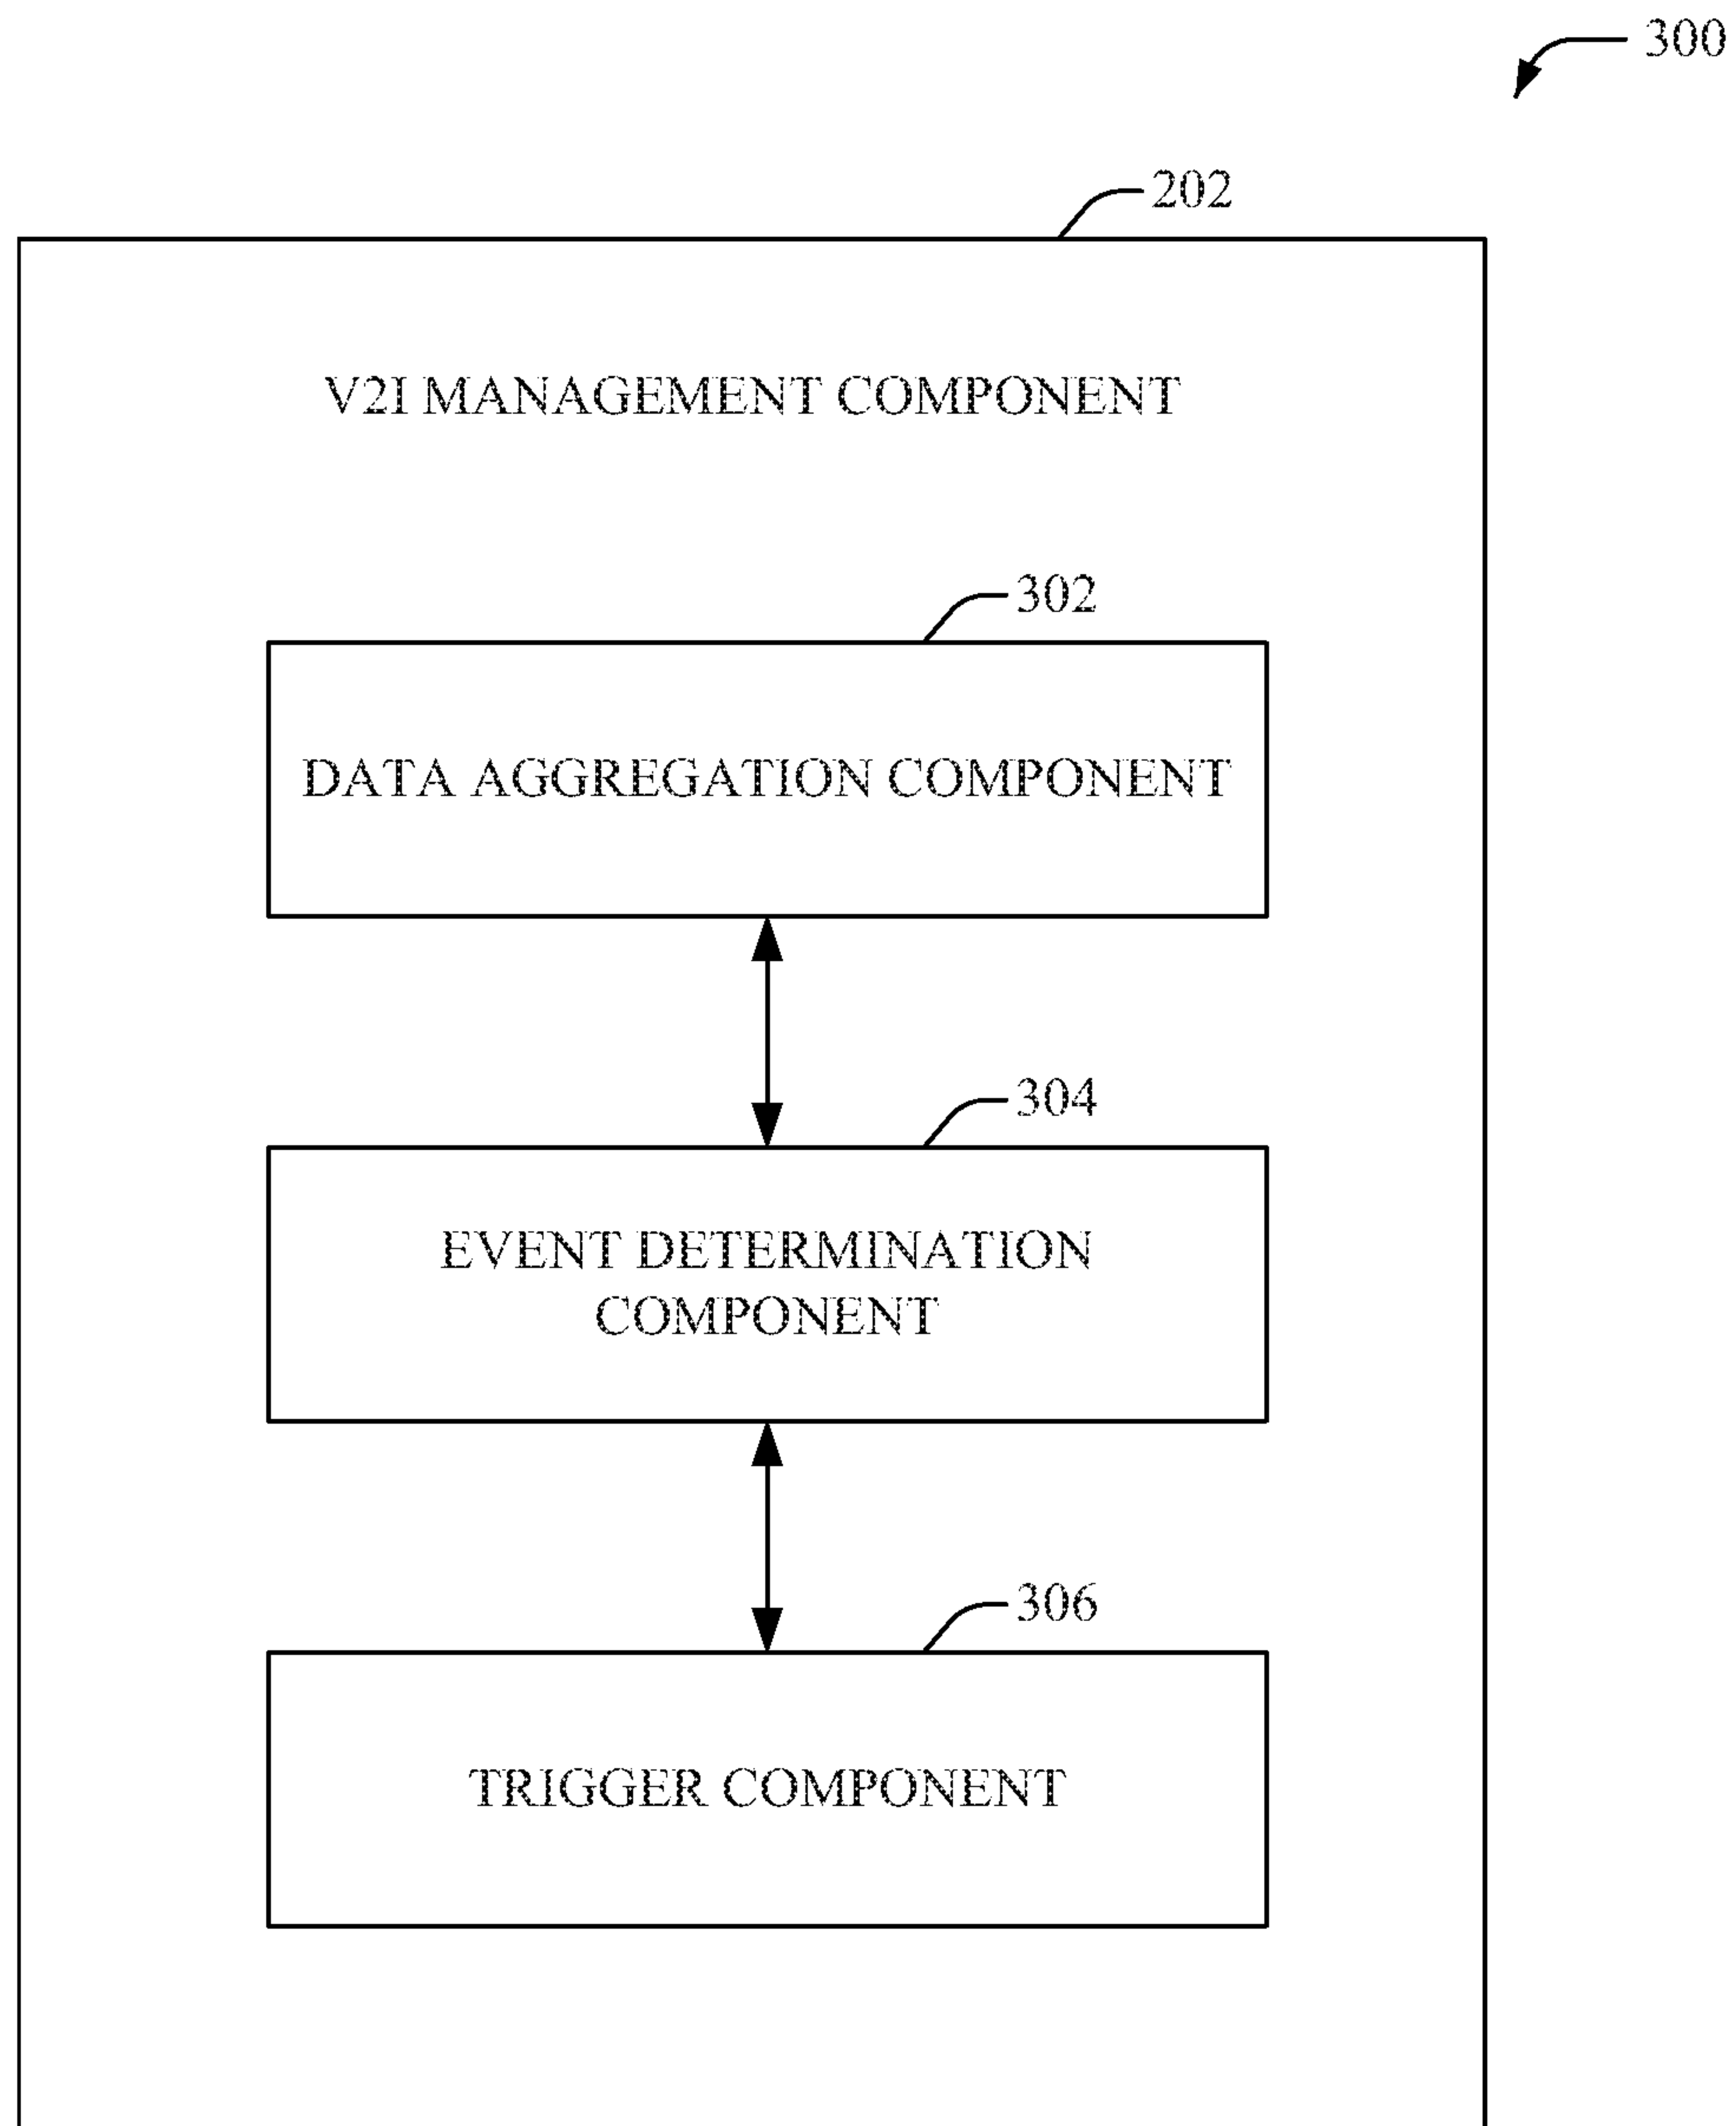 300
202
V2I MANAGEMENT COMPONENT
302
DATA AGGREGATION COMPONENT
304
EVENT DETERMINATION
COMPONENT
306
TRIGGER COMPONENT